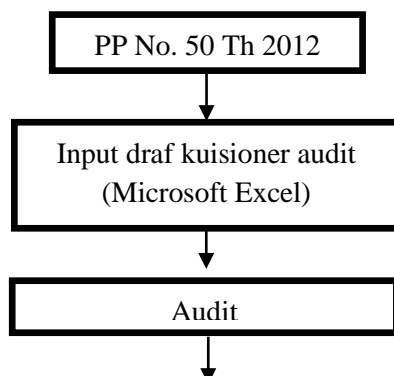 PP No. 50 Th 2012
Input draf kuisioner audit
(Microsoft Excel)
Audit